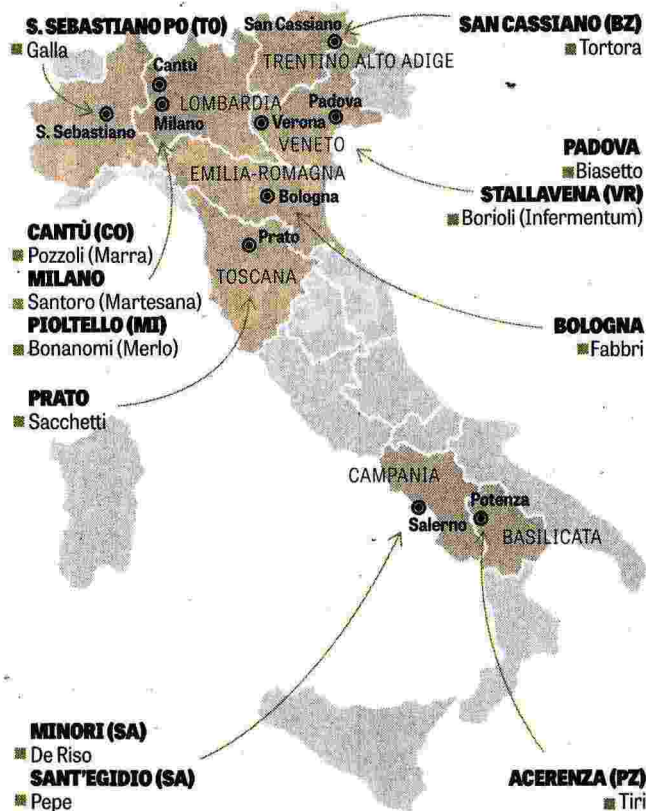 S. SEBASTIANO PO (TO)
Galla
San Cassiano
SAN CASSIANO (BZ)
Tortora
TRENTINO ALTO ADIGE
Cantù
LOMBARDIA
Milano
S. Sebastiano
Padova
Verona
VENETO
PADOVA
Biasetto
STALLAVENA (VR)
Borioli (Infermentum)
EMILIA-ROMAGNA
Bologna
Prato
TOSCANA
CANTÙ (CO)
Pozzoli (Marra)
MILANO
Santoro (Martesana)
PIOLTELLO (MI)
Bonanomi (Merlo)
BOLOGNA
Fabbri
PRATO
Sacchetti
CAMPANIA
Salerno
Potenza
BASILICATA
MINORI (SA)
De Riso
SANT'EGIDIO (SA)
Pepe
ACERENZA (PZ)
Tiri